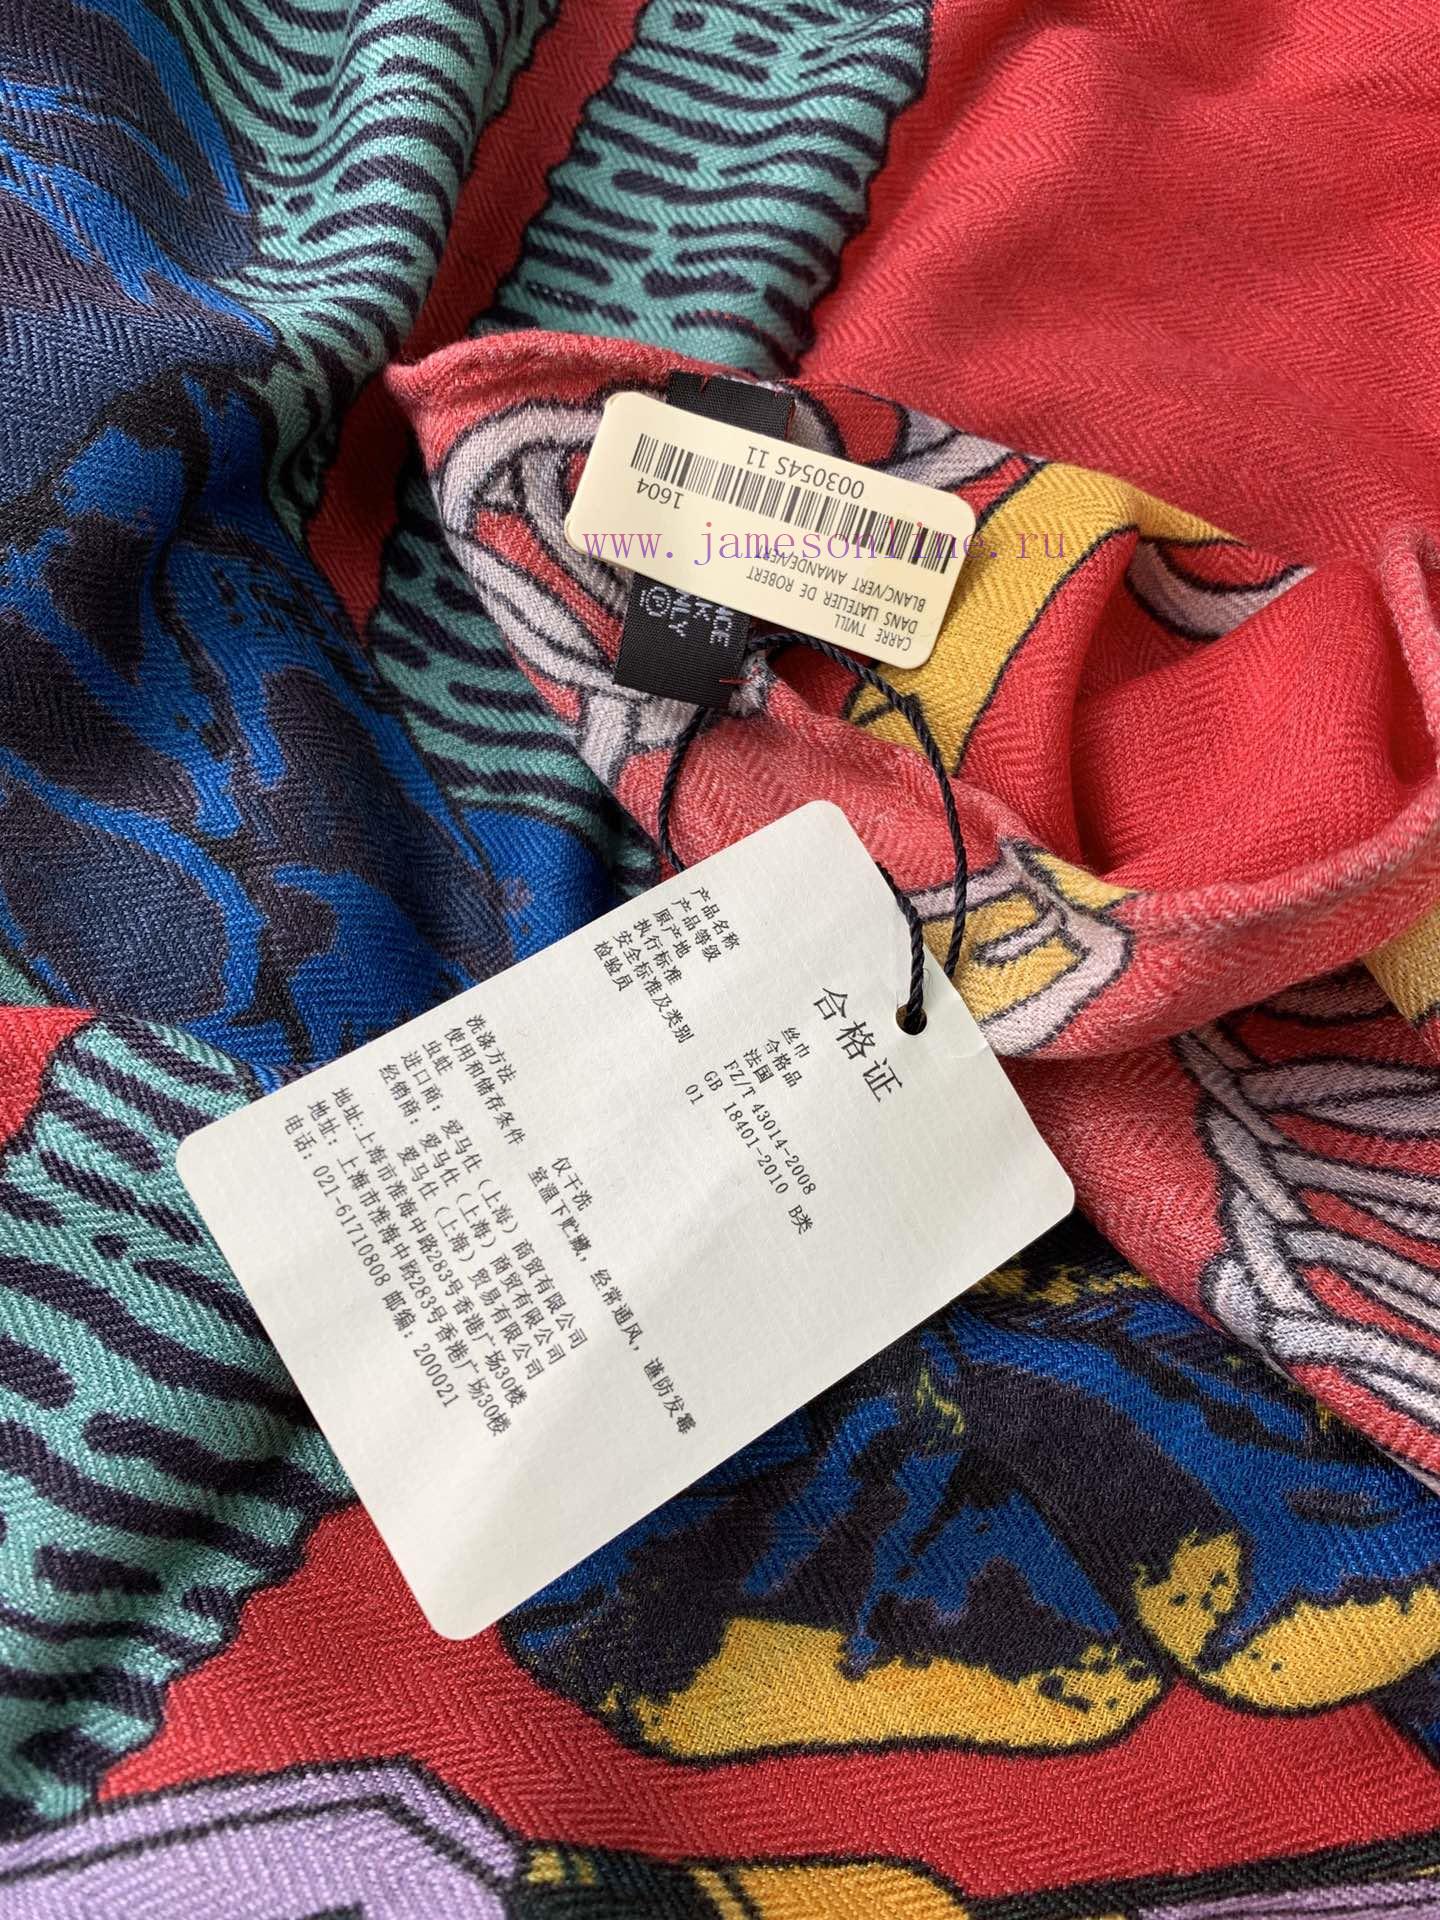 003054S 11
1604
CARRE TWILL
DANS L'ATELIER DE ROBERT
BLANC/VERT AMANDE/VE
www.jamesonline.ru
合格证
产品名称 丝巾
产品等级 合格品
原产地 法国
执行标准 FZ/T 43014-2008
安全标准及类别 GB 18401-2010 B类
检验员 01
洗涤方法 仅干洗
使用和储存条件 室温下贮藏，经常通风，谨防发霉
虫蛀
进口商：爱马仕（上海）商贸有限公司
经销商：爱马仕（上海）商贸有限公司
爱马仕（上海）贸易有限公司
地址：上海市淮海中路283号香港广场30楼
地址：上海市淮海中路283号香港广场30楼
电话：021-61710808 邮编：200021